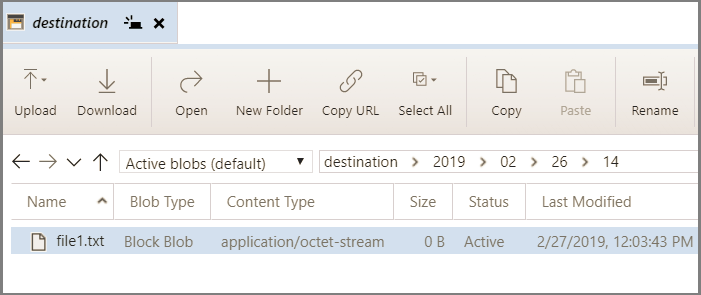 destination
Upload Download Open New Folder Copy URL Select All Copy Paste Rename
Active blobs (default) destination 2019 02 26 14
Name Blob Type Content Type Size Status Last Modified
file1.txt Block Blob application/octet-stream 0 B Active 2/27/2019, 12:03:43 PM